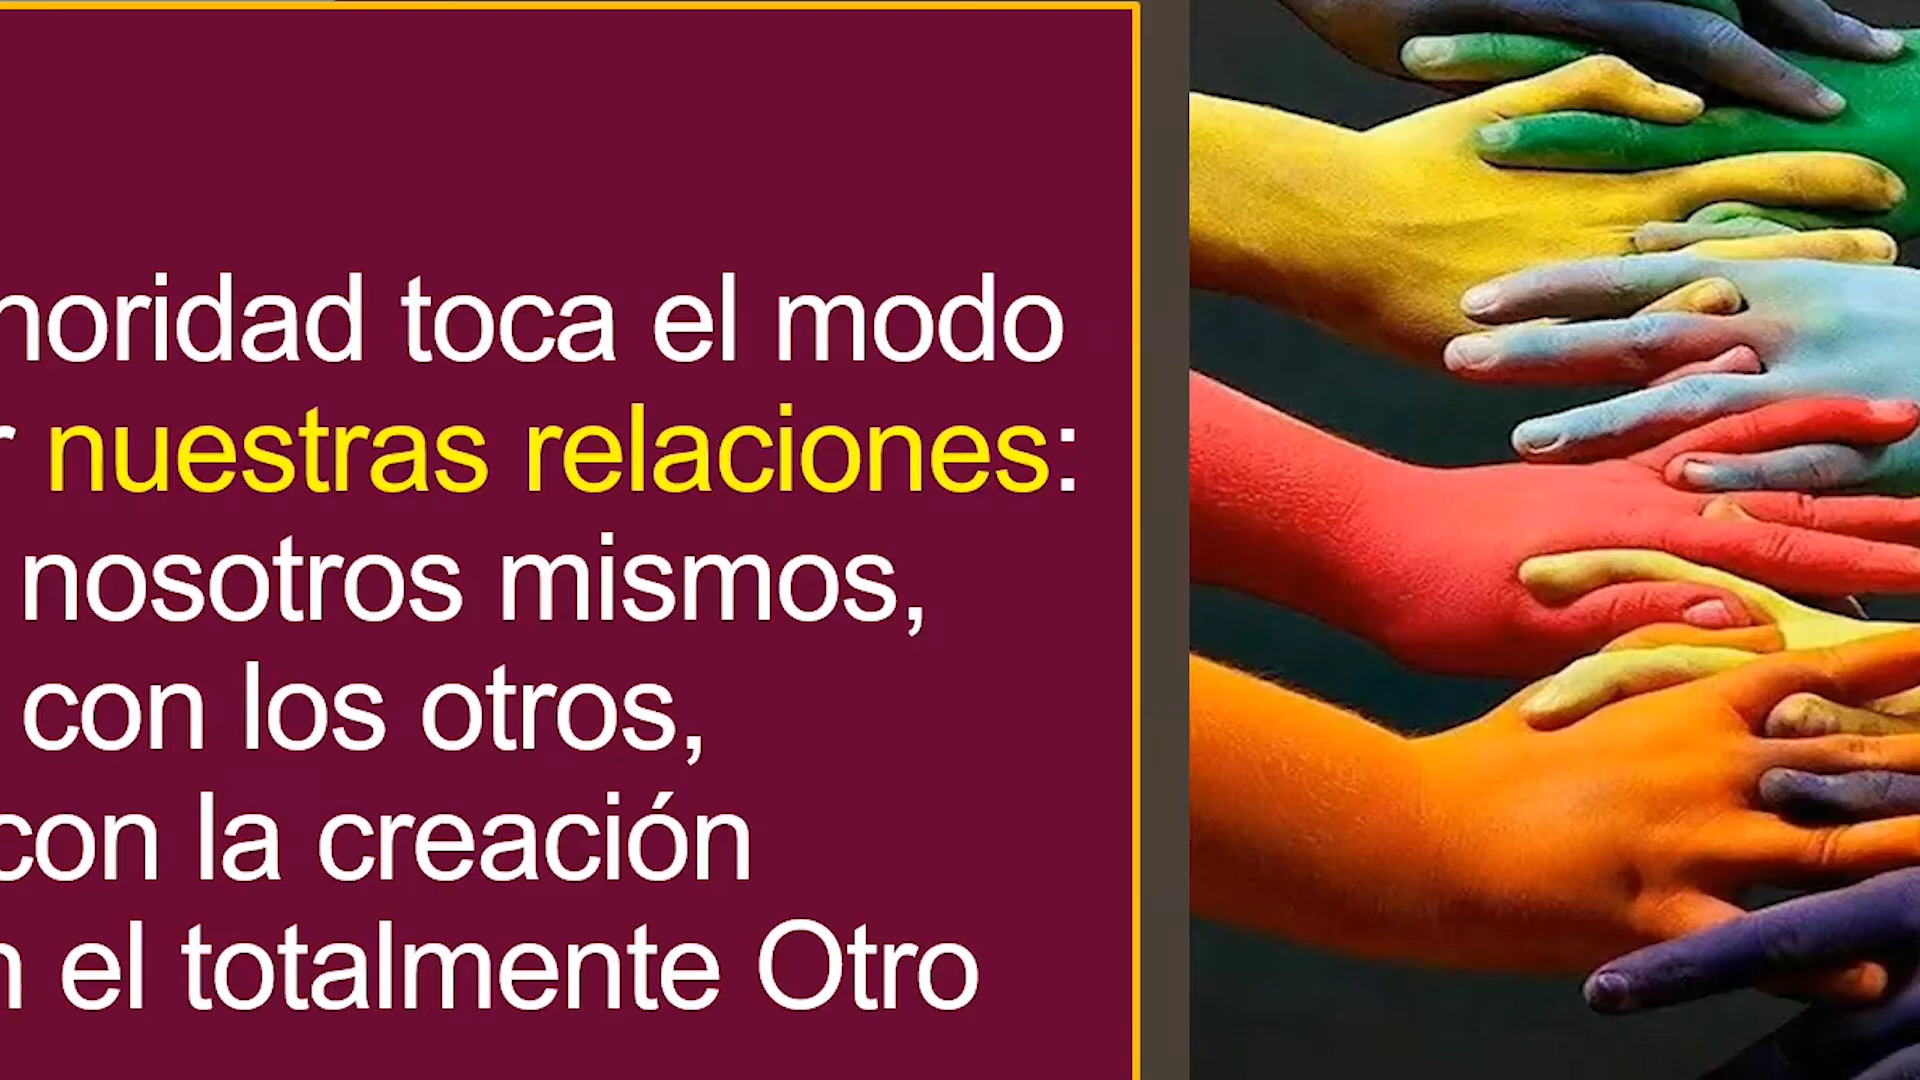 noridad toca el modo
r nuestras relaciones:
nosotros mismos,
con los otros,
con la creación
n el totalmente Otro